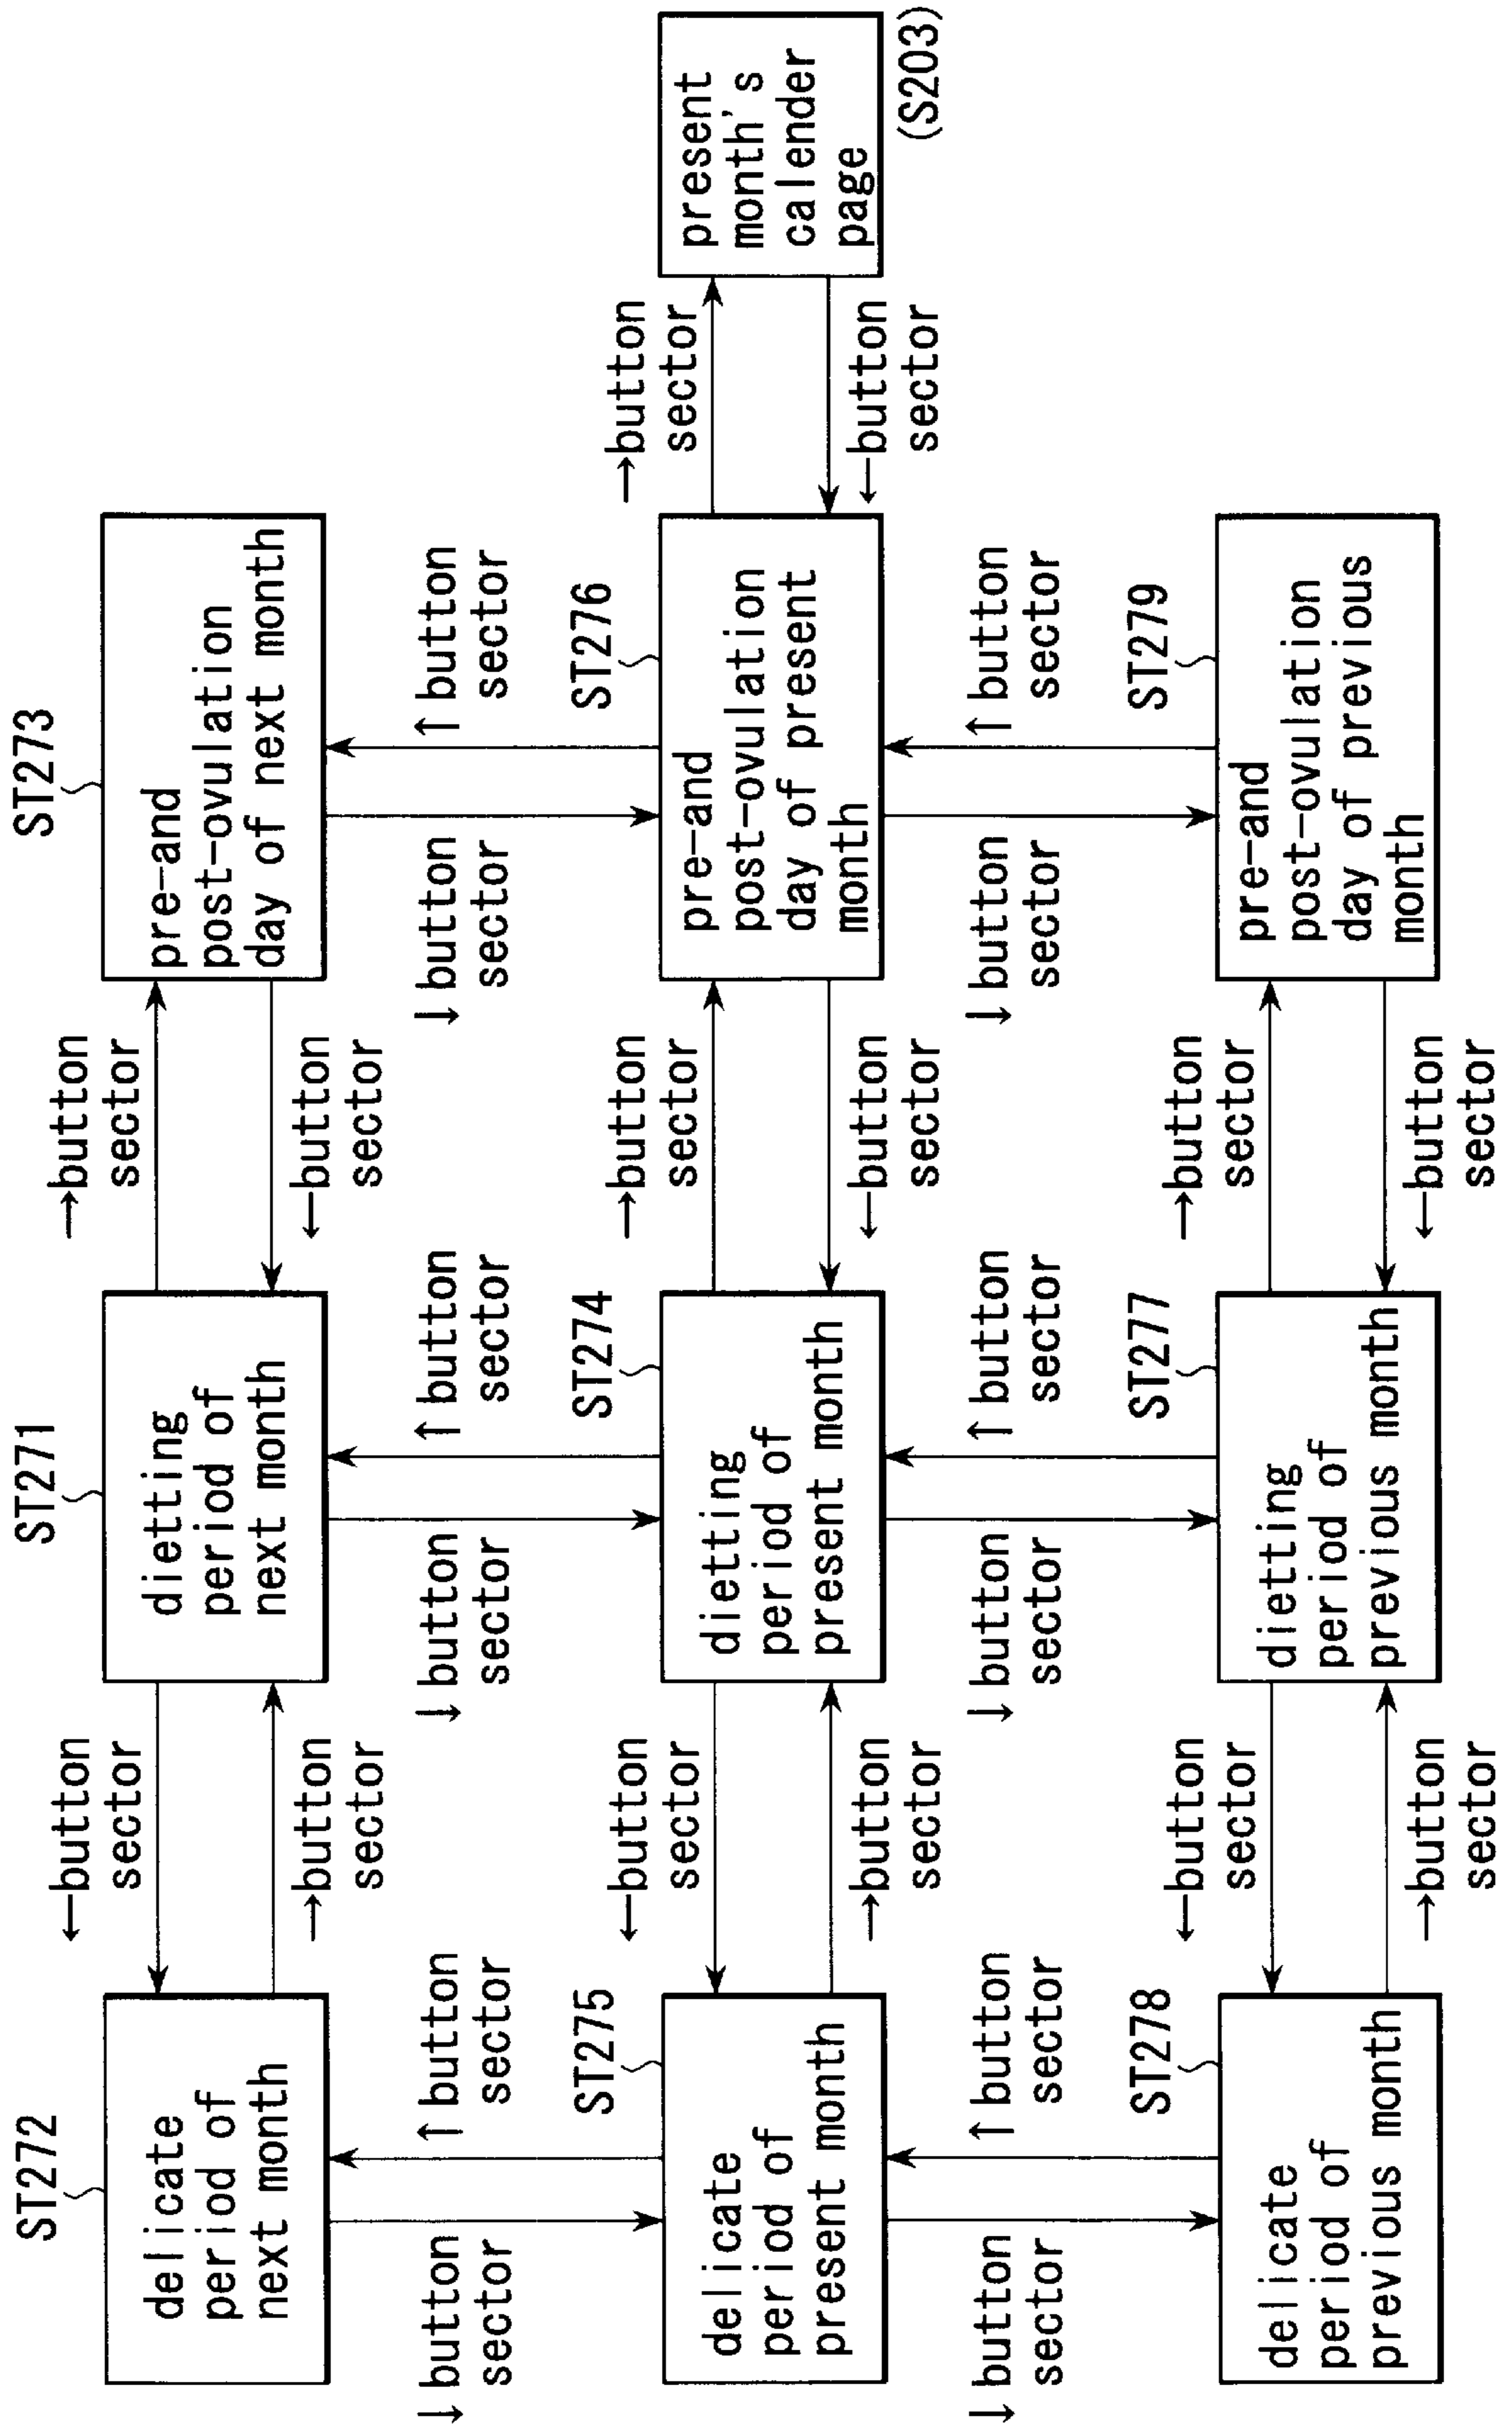 ST272
delicate
period of
next month
←button
sector
→button
sector
ST271
dietting
period of
next month
→button
sector
←button
sector
ST273
pre-and
post-ovulation
day of next month
↓button
sector
↑button
sector
↓button
sector
↑button
sector
↓button
sector
↑button
sector
ST275
delicate
period of
present month
←button
sector
→button
sector
ST274
dietting
period of
present month
→button
sector
←button
sector
ST276
pre-and
post-ovulation
day of present
month
→button
sector
←button
sector
present
month's
calender
page
(S203)
↓button
sector
↑button
sector
↓button
sector
↑button
sector
↓button
sector
↑button
sector
ST278
delicate
period of
previous month
←button
sector
→button
sector
ST277
dietting
period of
previous month
→button
sector
←button
sector
ST279
pre-and
post-ovulation
day of previous
month